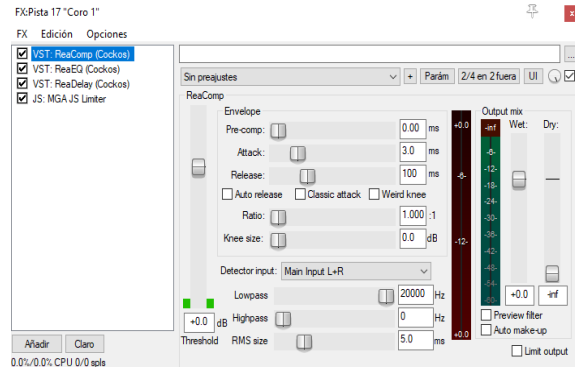 FX:Pista 17 "Coro 1"
FX Edición Opciones
VST: ReaComp (Cockos)
VST: ReaEQ (Cockos)
VST: ReaDelay (Cockos)
JS: MGA JS Limiter
Añadir Claro
0.0%/0.0% CPU 0/0 spls
...
Sin preajustes + Parám 2/4 en 2 fuera UI
ReaComp
Envelope
Pre-comp: 0.00 ms
Attack: 3.0 ms
Release: 100 ms
Auto release Classic attack Weird knee
Ratio: 1.000 :1
Knee size: 0.0 dB
Detector input: Main Input L+R
Lowpass 20000 Hz
Highpass 0 Hz
RMS size 5.0 ms
+0.0 dB
Threshold
+0.0
-6-
-12-
+0.0
Output mix
Wet: Dry:
-inf
-6-
-12-
-18-
-24-
-30-
-36-
-42-
-48-
-54-
-60-
+0.0 -inf
Preview filter
Auto make-up
Limit output